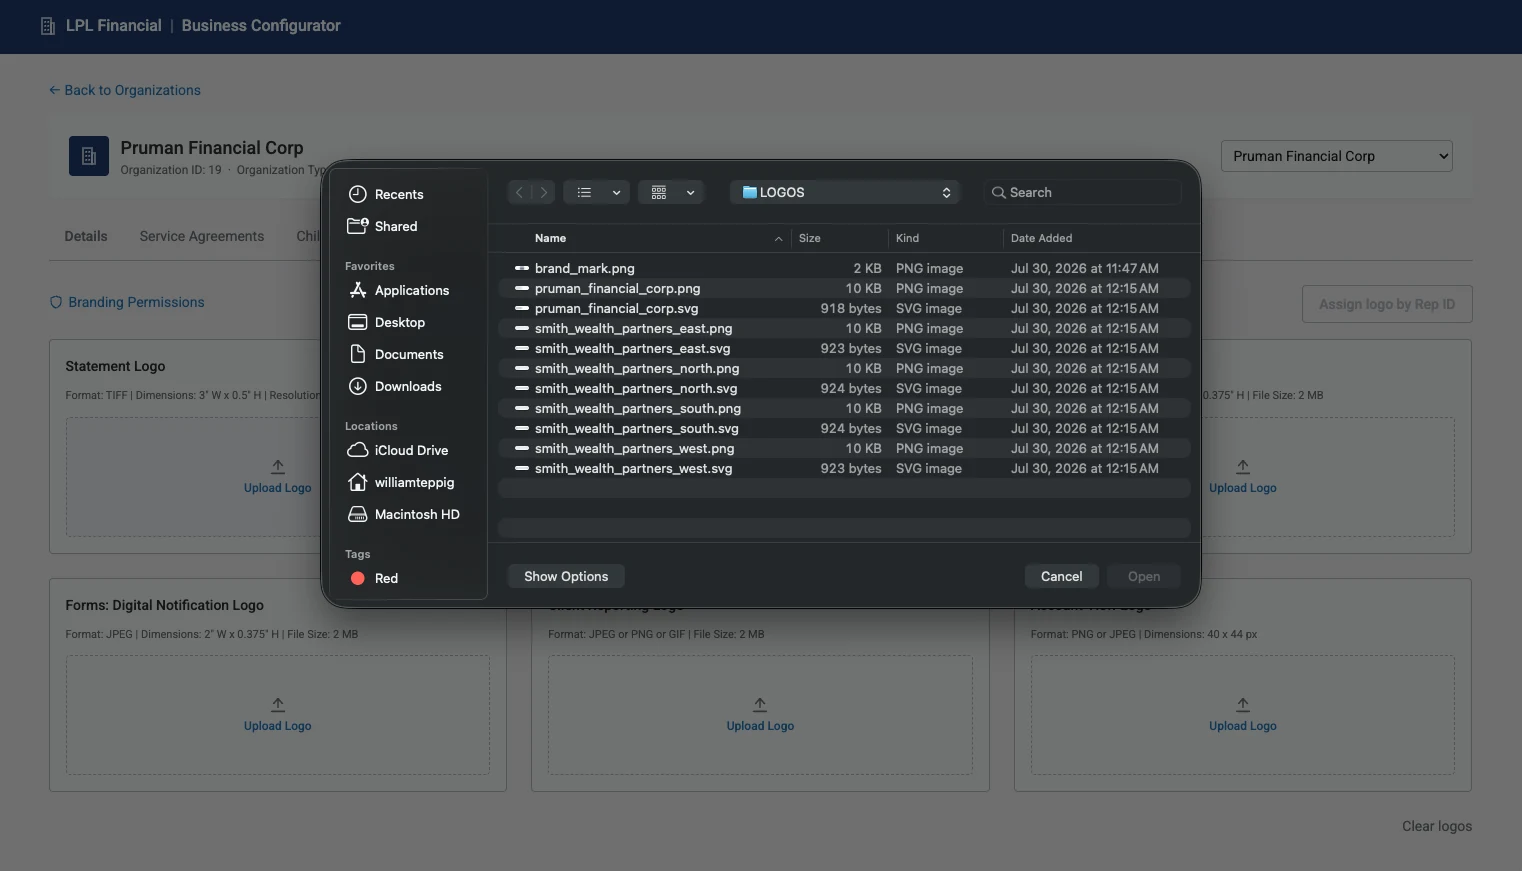 LPL Financial | Business Configurator
← Back to Organizations
Pruman Financial Corp
Organization ID: 19 · Organization Typ
Pruman Financial Corp
Details
Service Agreements
Chil
Branding Permissions
Assign logo by Rep ID
Statement Logo
Format: TIFF | Dimensions: 3" W x 0.5" H | Resolution
Upload Logo
0.375" H | File Size: 2 MB
Upload Logo
Recents
Shared
Favorites
Applications
Desktop
Documents
Downloads
Locations
iCloud Drive
williamteppig
Macintosh HD
Tags
Red
LOGOS
Search
Name Size Kind Date Added
brand_mark.png 2 KB PNG image Jul 30, 2026 at 11:47 AM
pruman_financial_corp.png 10 KB PNG image Jul 30, 2026 at 12:15 AM
pruman_financial_corp.svg 918 bytes SVG image Jul 30, 2026 at 12:15 AM
smith_wealth_partners_east.png 10 KB PNG image Jul 30, 2026 at 12:15 AM
smith_wealth_partners_east.svg 923 bytes SVG image Jul 30, 2026 at 12:15 AM
smith_wealth_partners_north.png 10 KB PNG image Jul 30, 2026 at 12:15 AM
smith_wealth_partners_north.svg 924 bytes SVG image Jul 30, 2026 at 12:15 AM
smith_wealth_partners_south.png 10 KB PNG image Jul 30, 2026 at 12:15 AM
smith_wealth_partners_south.svg 924 bytes SVG image Jul 30, 2026 at 12:15 AM
smith_wealth_partners_west.png 10 KB PNG image Jul 30, 2026 at 12:15 AM
smith_wealth_partners_west.svg 923 bytes SVG image Jul 30, 2026 at 12:15 AM
Show Options
Cancel
Open
Forms: Digital Notification Logo
Format: JPEG | Dimensions: 2" W x 0.375" H | File Size: 2 MB
Upload Logo
Client Reporting Logo
Format: JPEG or PNG or GIF | File Size: 2 MB
Upload Logo
Account View Logo
Format: PNG or JPEG | Dimensions: 40 x 44 px
Upload Logo
Clear logos